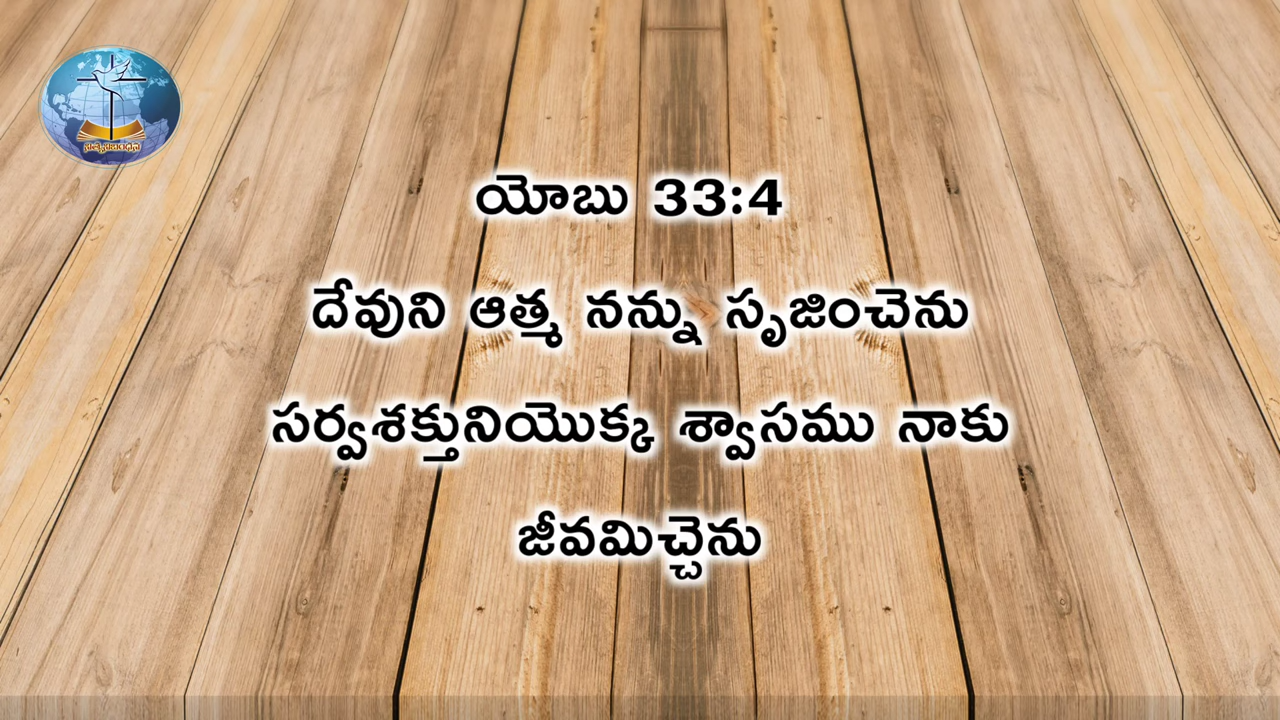 యోబు 33:4
దేవుని ఆత్మ నన్ను సృజించెను
సర్వశక్తునియొక్క శ్వాసము నాకు
జీవమిచ్చెను